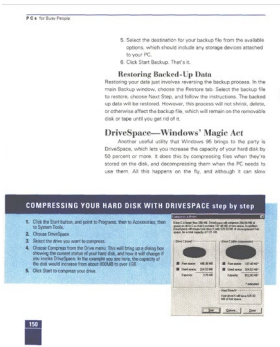 PCs for Busy People
5. Select the destination for your backup file from the available
options, which should include any storage devices attached
to your PC.
6. Click Start Backup. That's it.
Restoring Backed-Up Data
Restoring your data just involves reversing the backup process. In the
main Backup window, choose the Restore tab. Select the backup file
to restore, choose Next Step, and follow the instructions. The backed
up data will be restored. However, this process will not shrink, delete,
or otherwise affect the backup file, which will remain on the removable
disk or tape until you get rid of it.
DriveSpace—Windows' Magic Act
Another useful utility that Windows 95 brings to the party is
DriveSpace, which lets you increase the capacity of your hard disk by
50 percent or more. It does this by compressing files when they're
stored on the disk, and decompressing them when the PC needs to
use them. All this happens on the fly, and although it can slow
COMPRESSING YOUR HARD DISK WITH DRIVESPACE step by step
1. Click the Start button, and point to Programs, then to Accessories, then
to System Tools.
2. Choose DriveSpace.
3. Select the drive you want to compress.
4. Choose Compress from the Drive menu. This will bring up a dialog box
showing the current status of your hard disk, and how it will change if
you invoke DriveSpace. In the example you see here, the capacity of
the disk would increase from about
5. Click Start to compress your drive.
150